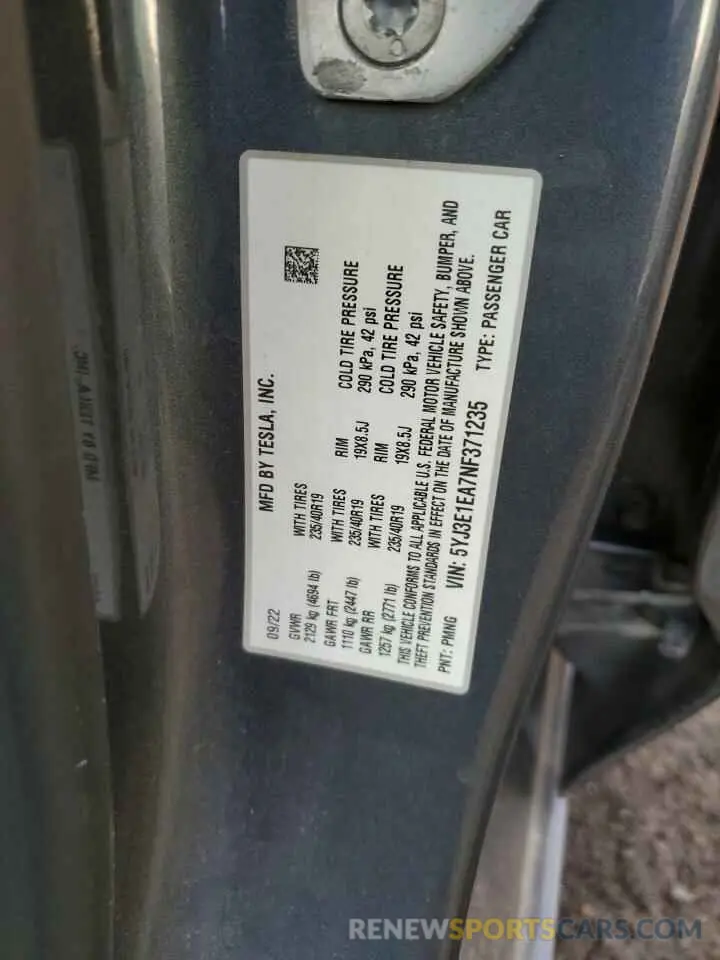 MFD BY TESLA, INC.
09/22
GVWR WITH TIRES RIM COLD TIRE PRESSURE
2129 kg (4694 lb) 235/40R19 19X8.5J 290 kPa, 42 psi
GAWR FRT WITH TIRES RIM COLD TIRE PRESSURE
1110 kg (2447 lb) 235/40R19 19X8.5J 290 kPa, 42 psi
GAWR RR WITH TIRES
1257 kg (2771 lb) 235/40R19
THIS VEHICLE CONFORMS TO ALL APPLICABLE U.S. FEDERAL MOTOR VEHICLE SAFETY, BUMPER, AND
THEFT PREVENTION STANDARDS IN EFFECT ON THE DATE OF MANUFACTURE SHOWN ABOVE.
PNT: PMNG VIN: 5YJ3E1EA7NF371235 TYPE: PASSENGER CAR
RENEWSPORTSCARS.COM